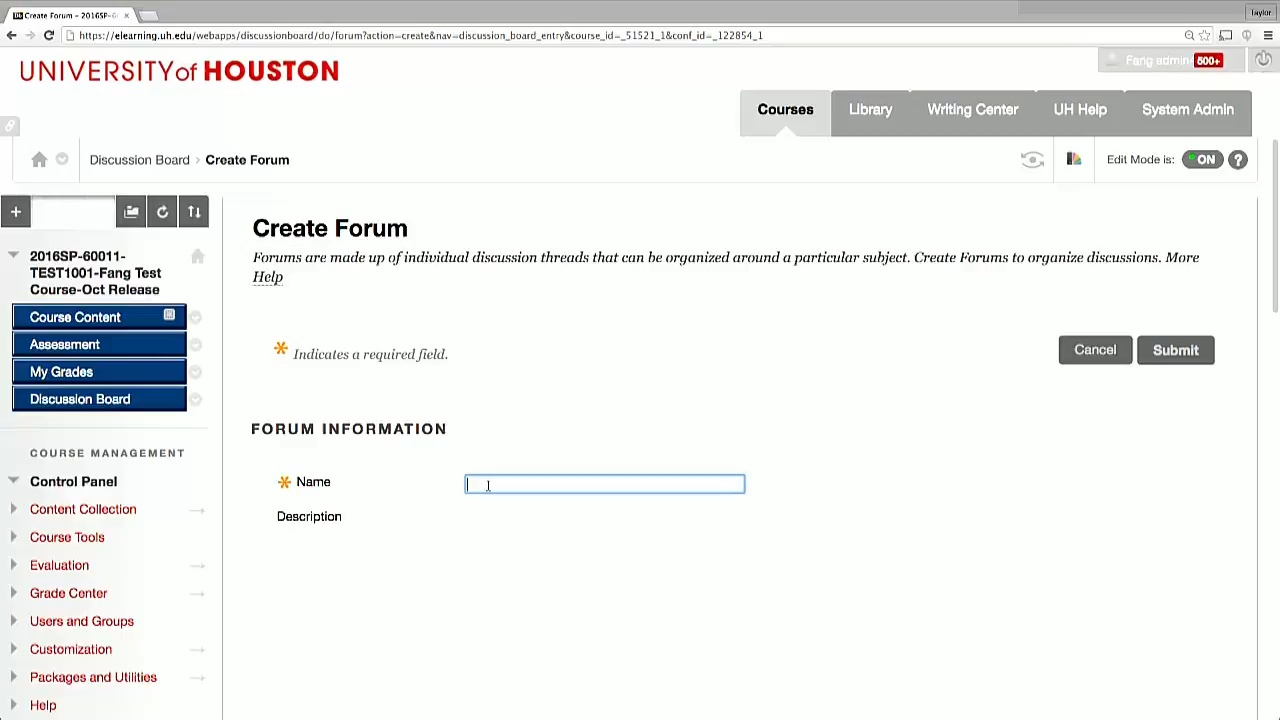 Create Forum – 2016SP-6
Taylor
https://elearning.uh.edu/webapps/discussionboard/do/forum?action=create&nav=discussion_board_entry&course_id=_51521_1&conf_id=_122854_1
UNIVERSITY of HOUSTON
Fang admin 500+
Courses
Library
Writing Center
UH Help
System Admin
Discussion Board › Create Forum
Edit Mode is: ON ?
Create Forum
Forums are made up of individual discussion threads that can be organized around a particular subject. Create Forums to organize discussions. More
Help
2016SP-60011-
TEST1001-Fang Test
Course-Oct Release
Course Content
Assessment
My Grades
Discussion Board
COURSE MANAGEMENT
Control Panel
Content Collection
Course Tools
Evaluation
Grade Center
Users and Groups
Customization
Packages and Utilities
Help
Indicates a required field.
Cancel
Submit
FORUM INFORMATION
Name
Description